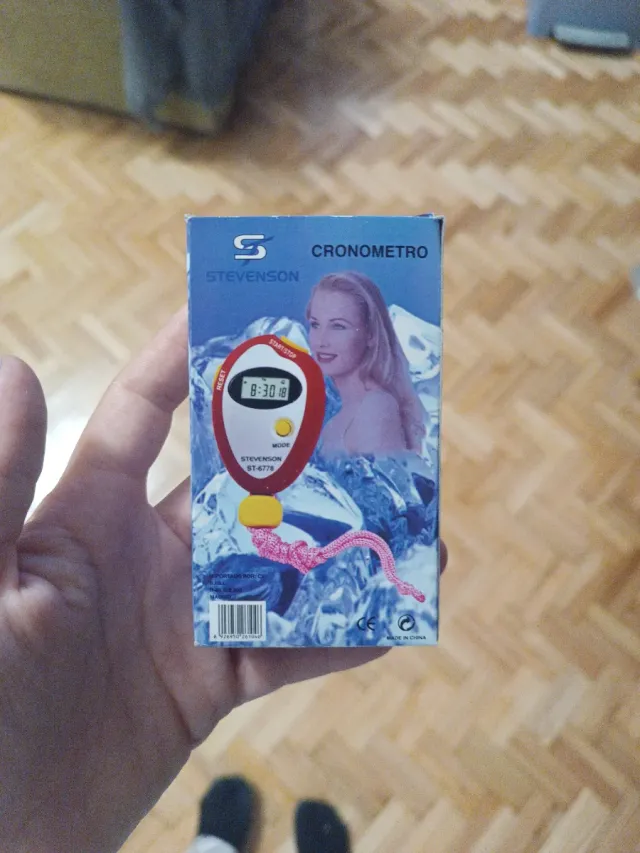 STEVENSON
CRONOMETRO
START/STOP
RESET
8:30 18
MODE
STEVENSON
ST-6778
CE
MADE IN CHINA